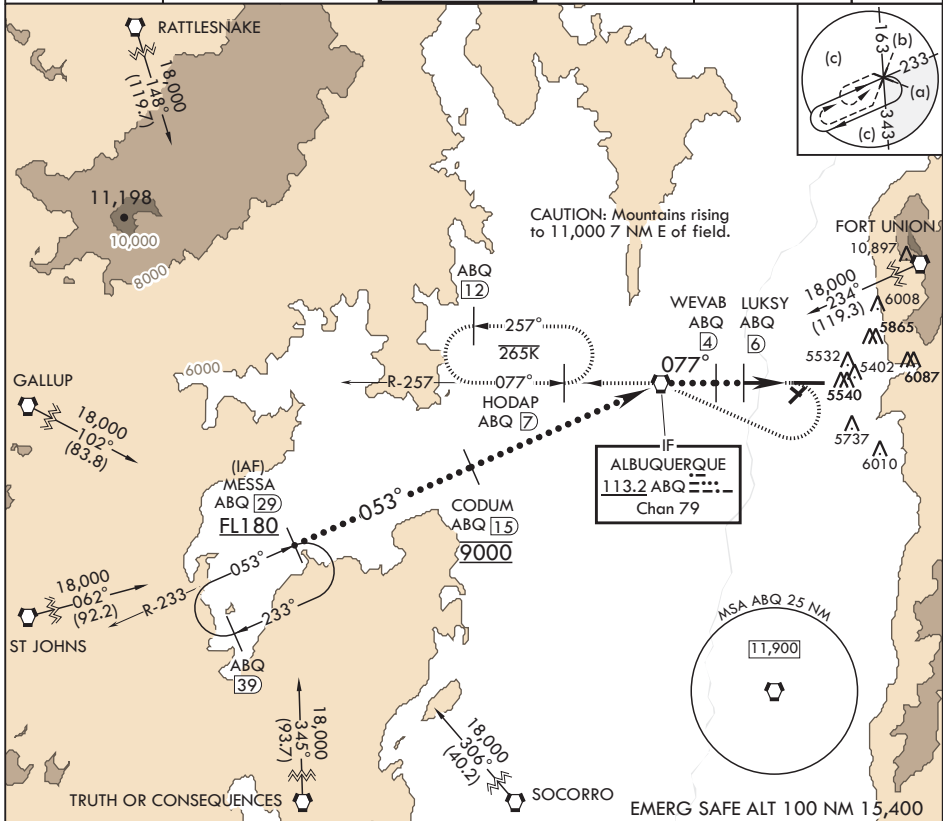 RATTLESNAKE
18,000
148°
(119.7)
163
(b)
(c)
233
(a)
343
(c)
11,198
10,000
8000
CAUTION: Mountains rising
to 11,000 7 NM E of field.
FORT UNION
10,897
18,000
234°
(119.3)
6008
5865
5532
5402
6087
5540
5737
6010
ABQ
12
WEVAB
ABQ
4
LUKSY
ABQ
6
257°
265K
077°
R-257
077°
HODAP
ABQ 7
6000
GALLUP
18,000
102°
(83.8)
IF
ALBUQUERQUE
113.2 ABQ
Chan 79
(IAF)
MESSA
ABQ 29
FL180
053°
CODUM
ABQ 15
9000
18,000
062°
(92.2)
R-233
053°
233°
ST JOHNS
ABQ
39
MSA ABQ 25 NM
11,900
18,000
345°
(93.7)
18,000
306°
(40.2)
TRUTH OR CONSEQUENCES
SOCORRO
EMERG SAFE ALT 100 NM 15,400